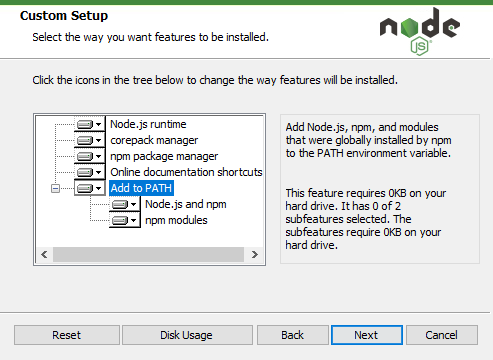 Custom Setup
Select the way you want features to be installed.
node
JS
Click the icons in the tree below to change the way features will be installed.
Node.js runtime
corepack manager
npm package manager
Online documentation shortcuts
Add to PATH
Node.js and npm
npm modules
Add Node.js, npm, and modules
that were globally installed by npm
to the PATH environment variable.
This feature requires 0KB on your
hard drive. It has 0 of 2
subfeatures selected. The
subfeatures require 0KB on your
hard drive.
Reset
Disk Usage
Back
Next
Cancel